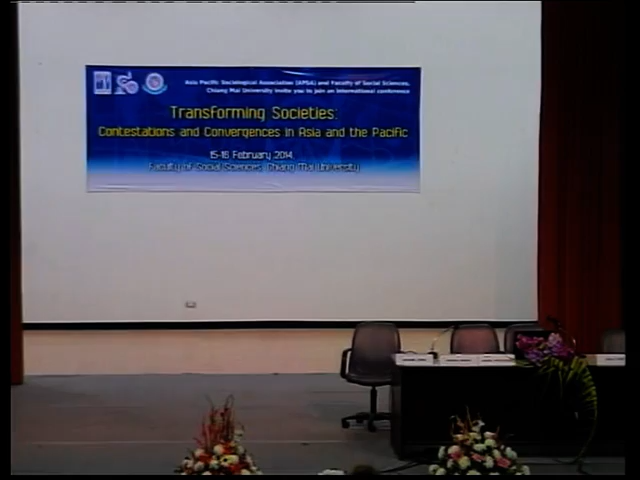 Asia Pacific Sociological Association (APSA) and Faculty of Social Sciences,
Chiang Mai University invite you to join an international conference
Transforming Societies:
Contestations and Convergences in Asia and the Pacific
15-16 February 2014,
Faculty of Social Sciences, Chiang Mai University